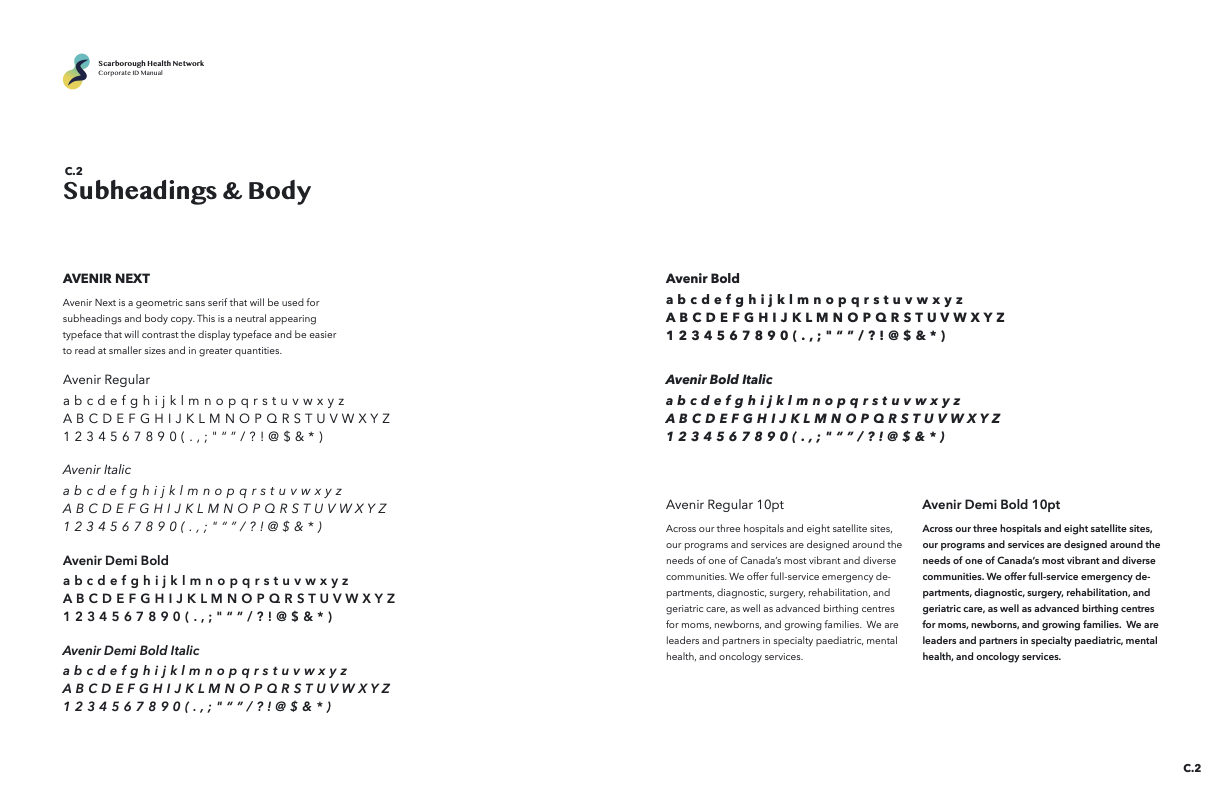 Scarborough Health Network
Corporate ID Manual
C.2
Subheadings & Body
AVENIR NEXT
Avenir Next is a geometric sans serif that will be used for
subheadings and body copy. This is a neutral appearing
typeface that will contrast the display typeface and be easier
to read at smaller sizes and in greater quantities.
Avenir Regular
a b c d e f g h i j k l m n o p q r s t u v w x y z
A B C D E F G H I J K L M N O P Q R S T U V W X Y Z
1 2 3 4 5 6 7 8 9 0 ( . , ; " “ ” / ? ! @ $ & * )
Avenir Italic
a b c d e f g h i j k l m n o p q r s t u v w x y z
A B C D E F G H I J K L M N O P Q R S T U V W X Y Z
1 2 3 4 5 6 7 8 9 0 ( . , ; " “ ” / ? ! @ $ & * )
Avenir Demi Bold
a b c d e f g h i j k l m n o p q r s t u v w x y z
A B C D E F G H I J K L M N O P Q R S T U V W X Y Z
1 2 3 4 5 6 7 8 9 0 ( . , ; " “ ” / ? ! @ $ & * )
Avenir Demi Bold Italic
a b c d e f g h i j k l m n o p q r s t u v w x y z
A B C D E F G H I J K L M N O P Q R S T U V W X Y Z
1 2 3 4 5 6 7 8 9 0 ( . , ; " “ ” / ? ! @ $ & * )
Avenir Bold
a b c d e f g h i j k l m n o p q r s t u v w x y z
A B C D E F G H I J K L M N O P Q R S T U V W X Y Z
1 2 3 4 5 6 7 8 9 0 ( . , ; " “ ” / ? ! @ $ & * )
Avenir Bold Italic
a b c d e f g h i j k l m n o p q r s t u v w x y z
A B C D E F G H I J K L M N O P Q R S T U V W X Y Z
1 2 3 4 5 6 7 8 9 0 ( . , ; " “ ” / ? ! @ $ & * )
Avenir Regular 10pt
Across our three hospitals and eight satellite sites,
our programs and services are designed around the
needs of one of Canada’s most vibrant and diverse
communities. We offer full-service emergency de-
partments, diagnostic, surgery, rehabilitation, and
geriatric care, as well as advanced birthing centres
for moms, newborns, and growing families.  We are
leaders and partners in specialty paediatric, mental
health, and oncology services.
Avenir Demi Bold 10pt
Across our three hospitals and eight satellite sites,
our programs and services are designed around the
needs of one of Canada’s most vibrant and diverse
communities. We offer full-service emergency de-
partments, diagnostic, surgery, rehabilitation, and
geriatric care, as well as advanced birthing centres
for moms, newborns, and growing families.  We are
leaders and partners in specialty paediatric, mental
health, and oncology services.
C.2